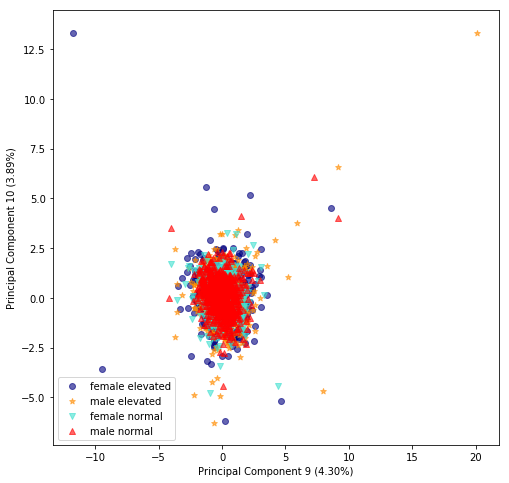 12.5
10.0
7.5
5.0
2.5
0.0
−2.5
−5.0
Principal Component 10 (3.89%)
female elevated
male elevated
female normal
male normal
−10
−5
0
5
10
15
20
Principal Component 9 (4.30%)